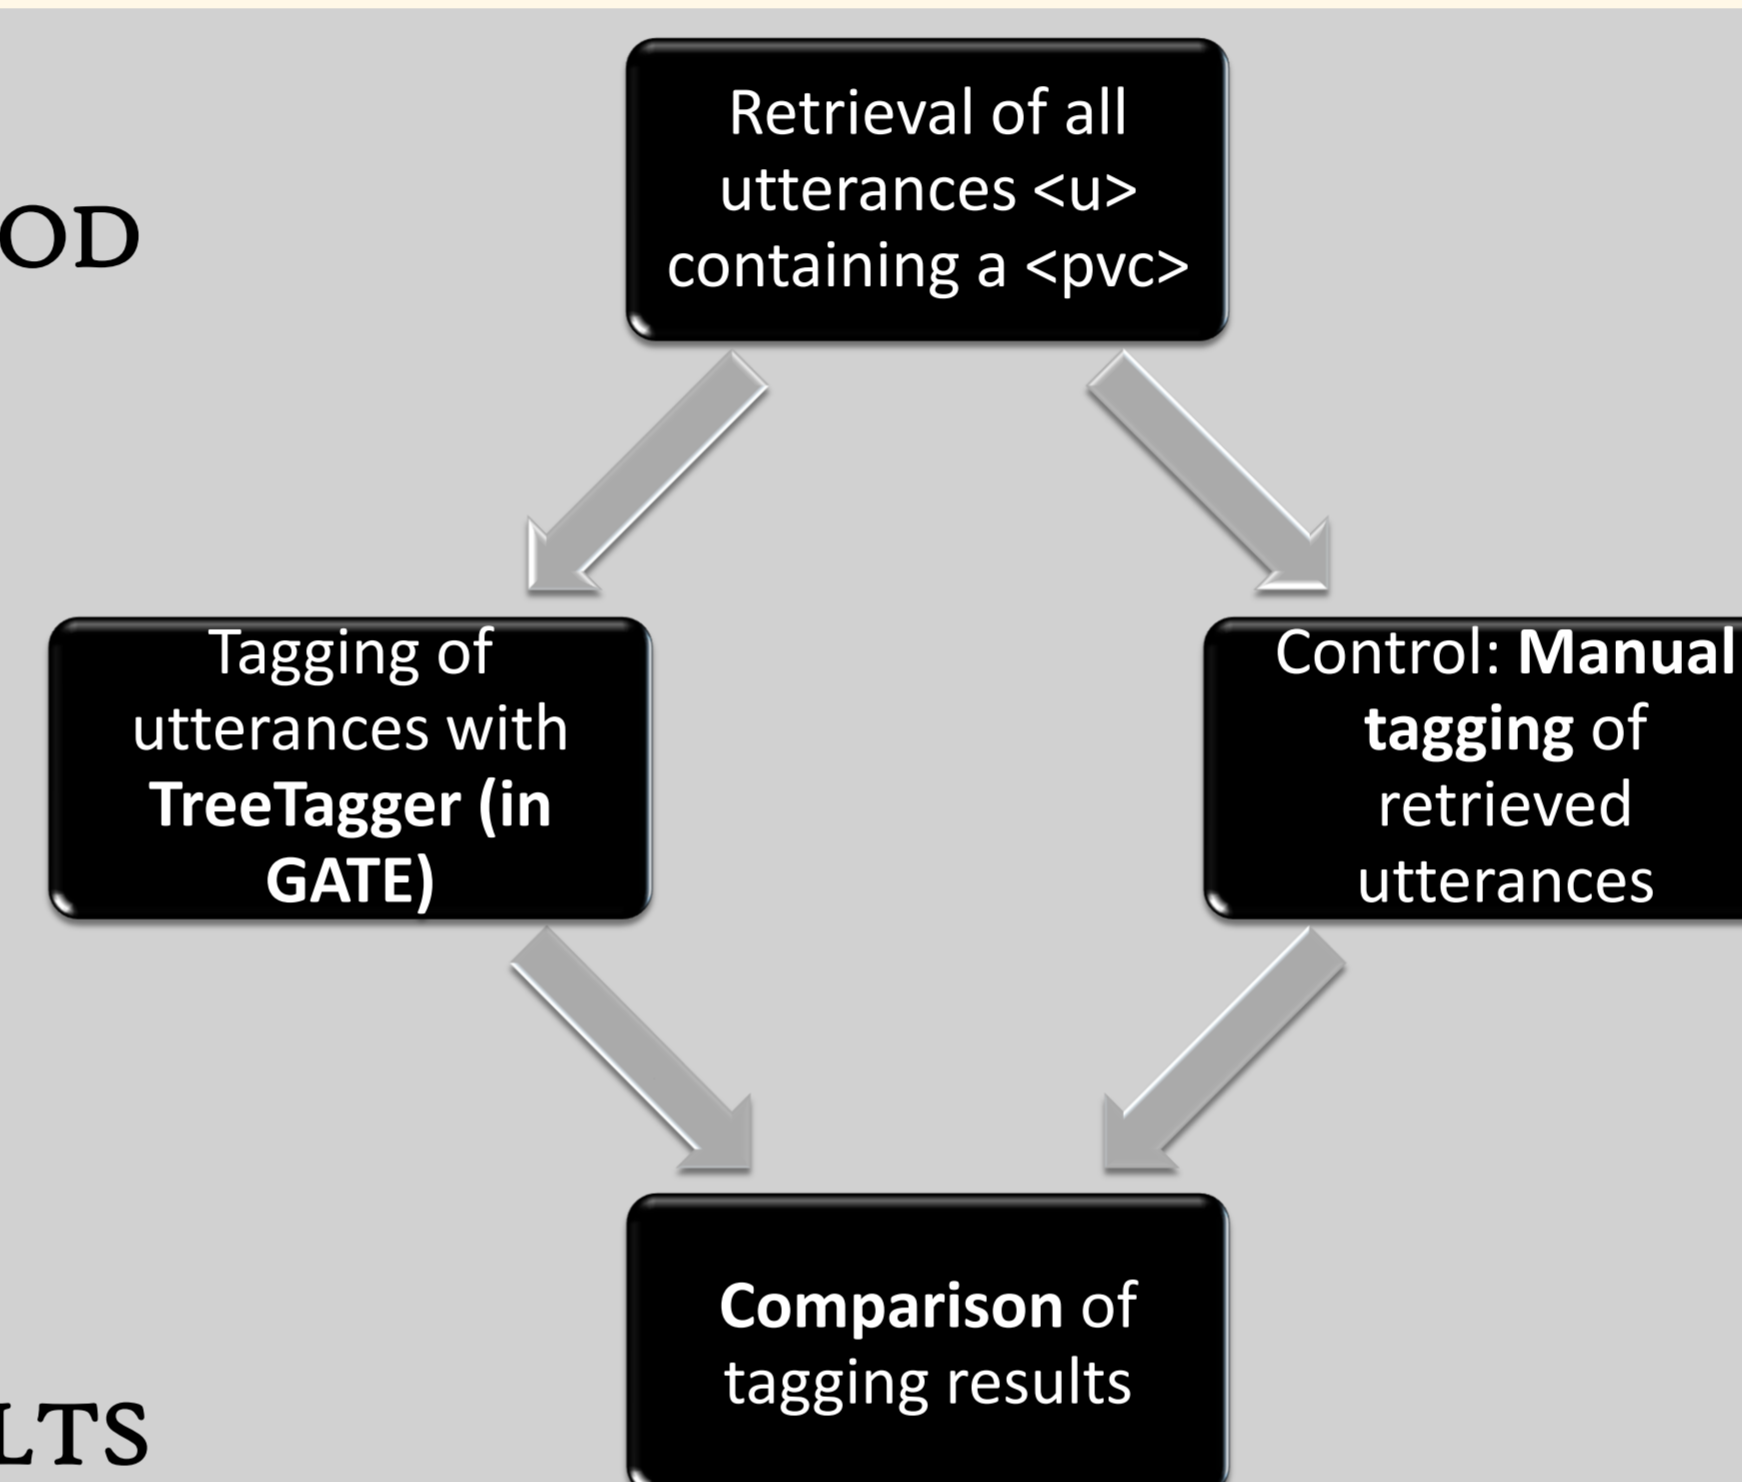 Retrieval of all
utterances <u>
containing a <pvc>
OD
Tagging of
utterances with
TreeTagger (in
GATE)
Control: Manual
tagging of
retrieved
utterances
Comparison of
tagging results
LTS